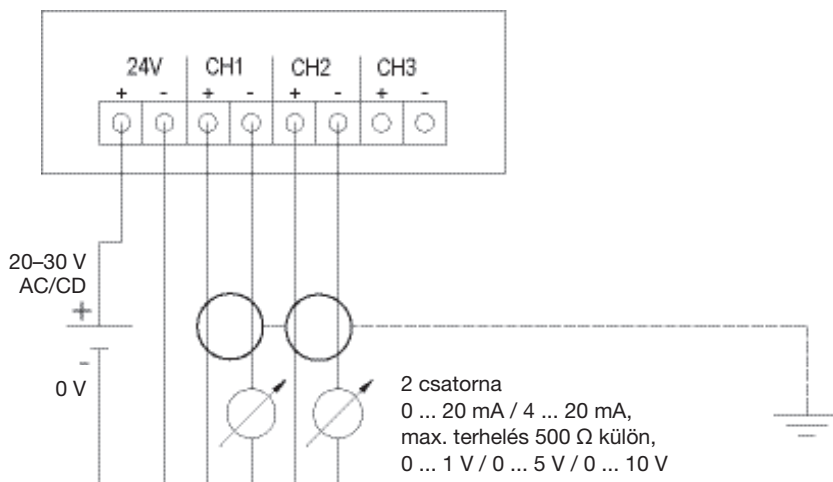 24V CH1 CH2 CH3
+ - + - + - + -
20–30 V
AC/CD
+
-
0 V
2 csatorna
0 ... 20 mA / 4 ... 20 mA,
max. terhelés 500 Ω külön,
0 ... 1 V / 0 ... 5 V / 0 ... 10 V